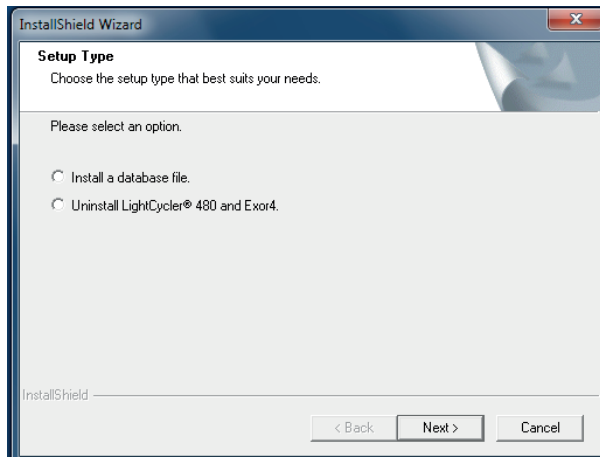 InstallShield Wizard
Setup Type
Choose the setup type that best suits your needs.
Please select an option.
Install a database file.
Uninstall LightCycler® 480 and Exor4.
InstallShield
< Back Next > Cancel